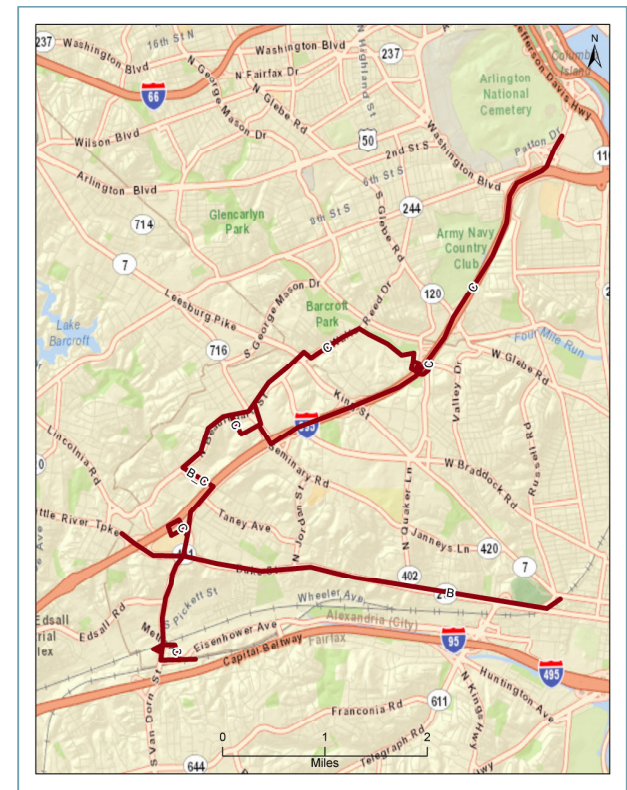 237
Washington Blvd
16th St N
Washington Blvd
N Highland St
237
Jefferson Davis Hwy
N
Island
N George Mason Dr
N Fairfax Dr
N Glebe Rd
66
Arlington
National
Cemetery
Wilson Blvd
50
2nd St S
Washington Blvd
Patton Dr
110
Arlington Blvd
6th St S
8th St S
S Glebe Rd
244
Glencarlyn
Park
714
7
Army Navy
Country
Club
C
Leesburg Pike
S George Mason Dr
Barcroft
Park
Reed Dr
120
Lake
Barcroft
716
C
C
Four Mile Run
W Glebe Rd
Valley Dr
King St
395
C
Lincolnia Rd
Seminary Rd
W Braddock Rd
Russell Rd
B_C
N Jordan St
N Quaker Ln
Taney Ave
C
Janneys Ln
420
7
Duke St
402
Wheeler Ave
B
S Pickett St
Edsall Rd
Alexandria (City)
Fairfax
Eisenhower Ave
C
Capital Beltway
95
495
Huntington Ave
S Van Dorn St
Franconia Rd
611
N Kings Hwy
Telegraph Rd
644
0 1 2
Miles